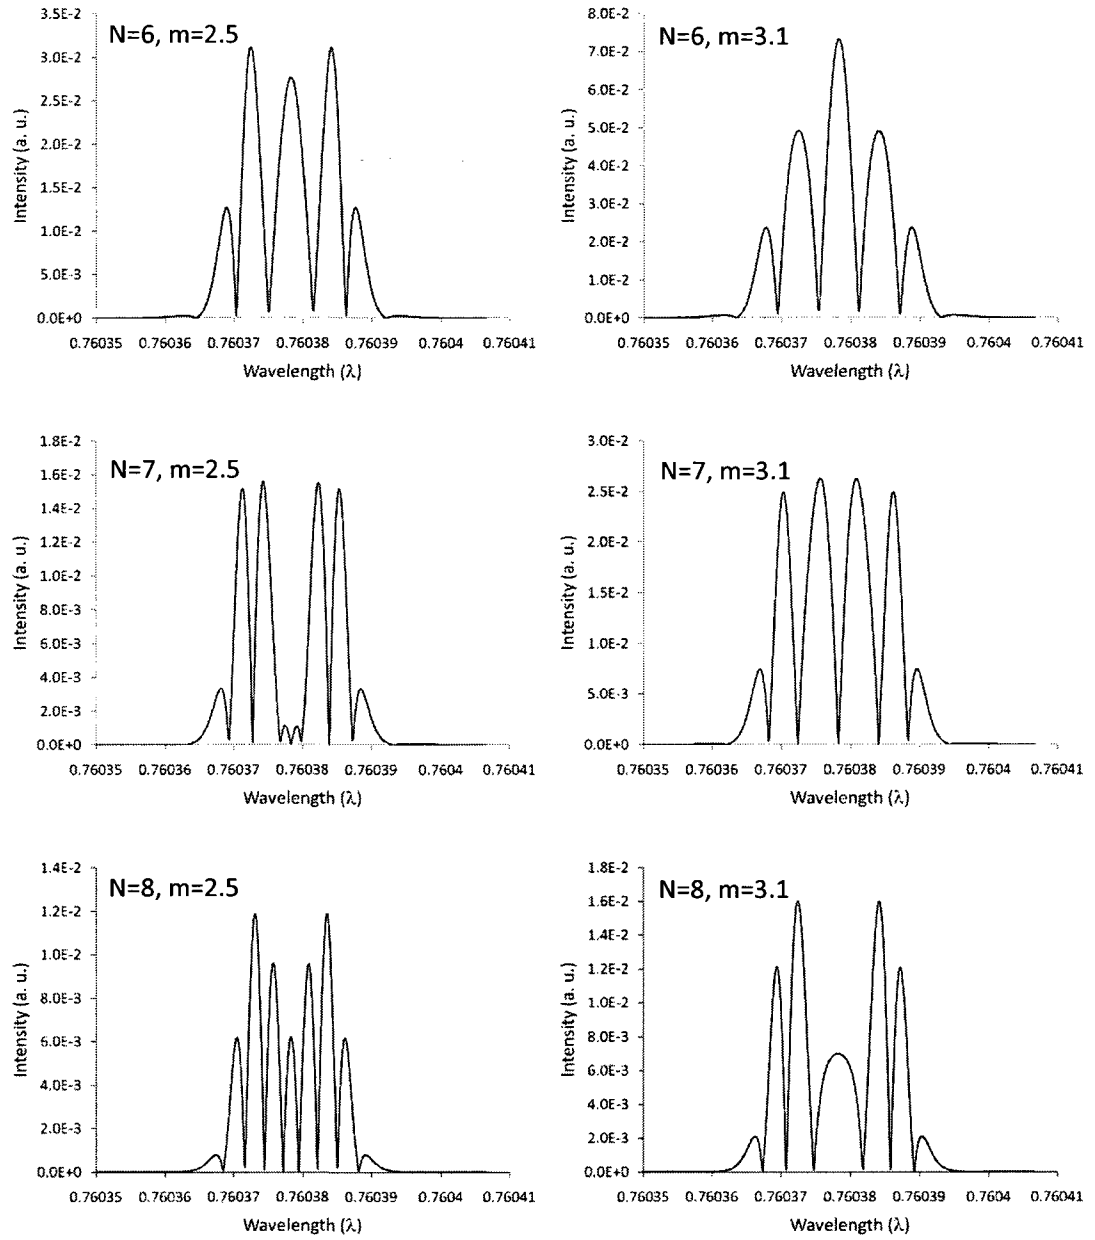 N=6, m=2.5
3.5E-2
3.0E-2
2.5E-2
2.0E-2
1.5E-2
1.0E-2
5.0E-3
0.0E+0
Intensity (a. u.)
0.76035 0.76036 0.76037 0.76038 0.76039 0.7604 0.76041
Wavelength (λ)
N=6, m=3.1
8.0E-2
7.0E-2
6.0E-2
5.0E-2
4.0E-2
3.0E-2
2.0E-2
1.0E-2
0.0E+0
Intensity (a. u.)
0.76035 0.76036 0.76037 0.76038 0.76039 0.7604 0.76041
Wavelength (λ)
N=7, m=2.5
1.8E-2
1.6E-2
1.4E-2
1.2E-2
1.0E-2
8.0E-3
6.0E-3
4.0E-3
2.0E-3
0.0E+0
Intensity (a. u.)
0.76035 0.76036 0.76037 0.76038 0.76039 0.7604 0.76041
Wavelength (λ)
N=7, m=3.1
3.0E-2
2.5E-2
2.0E-2
1.5E-2
1.0E-2
5.0E-3
0.0E+0
Intensity (a. u.)
0.76035 0.76036 0.76037 0.76038 0.76039 0.7604 0.76041
Wavelength (λ)
N=8, m=2.5
1.4E-2
1.2E-2
1.0E-2
8.0E-3
6.0E-3
4.0E-3
2.0E-3
0.0E+0
Intensity (a. u.)
0.76035 0.76036 0.76037 0.76038 0.76039 0.7604 0.76041
Wavelength (λ)
N=8, m=3.1
1.8E-2
1.6E-2
1.4E-2
1.2E-2
1.0E-2
8.0E-3
6.0E-3
4.0E-3
2.0E-3
0.0E+0
Intensity (a. u.)
0.76035 0.76036 0.76037 0.76038 0.76039 0.7604 0.76041
Wavelength (λ)